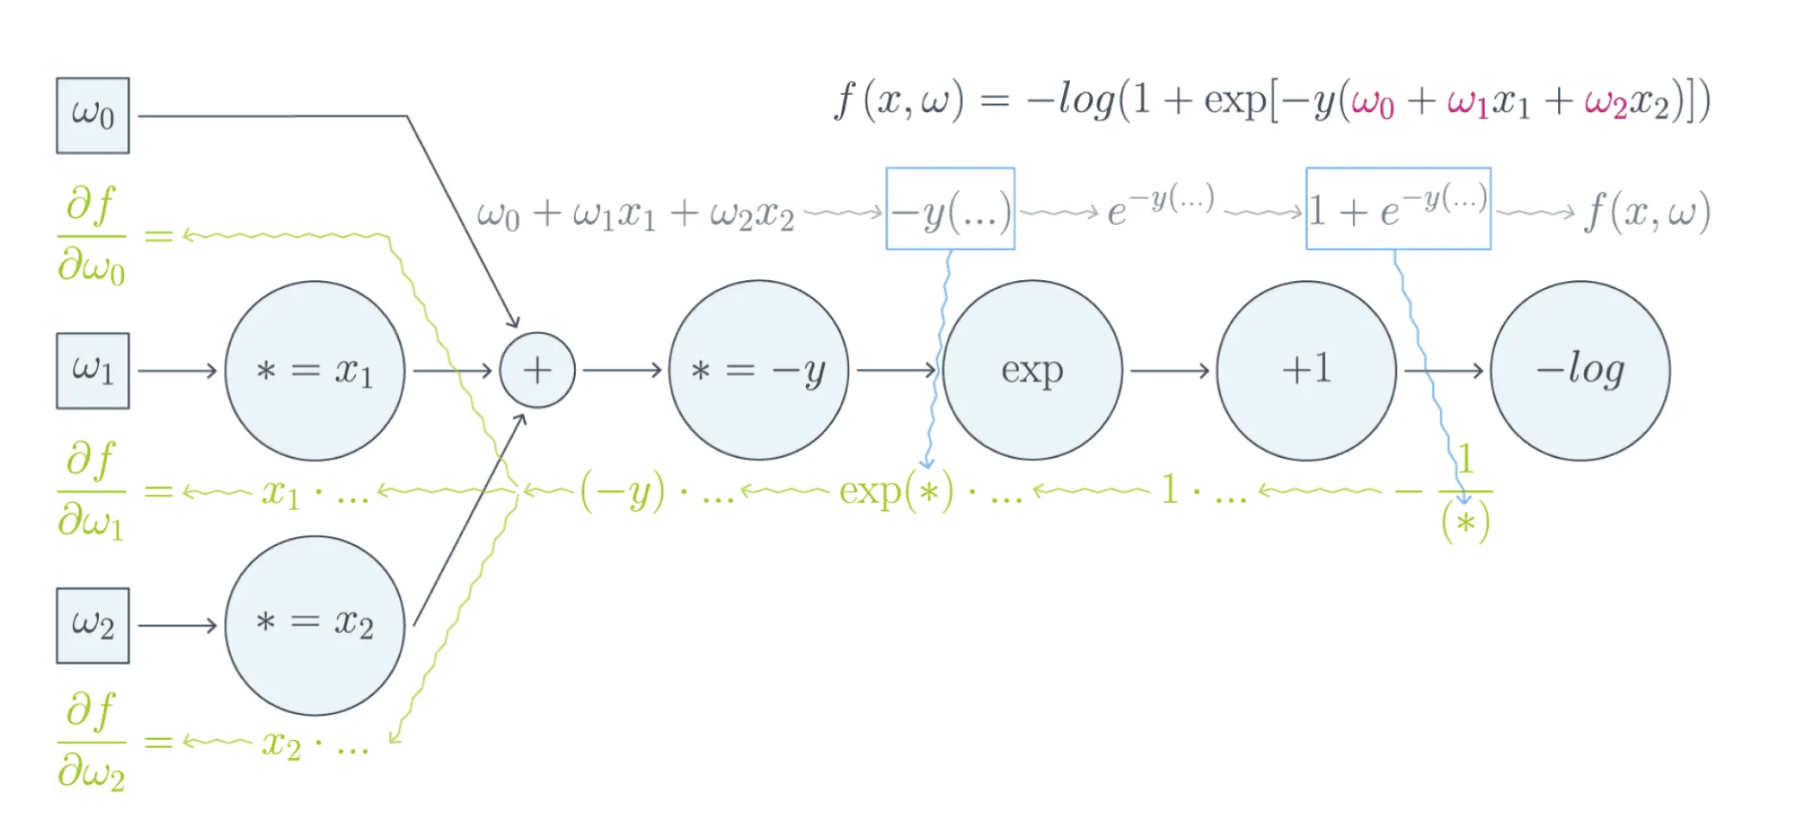 f(x, ω) = −log(1 + exp[−y(ω₀ + ω₁x₁ + ω₂x₂)])
ω₀
ω₀ + ω₁x₁ + ω₂x₂ −y(...) e^{−y(...)} 1 + e^{−y(...)} f(x, ω)
∂f/∂ω₀ =
ω₁ * = x₁ + * = −y exp +1 −log
∂f/∂ω₁ = x₁ · ... (−y) · ... exp(*) · ... 1 · ... − 1/(*)
ω₂ * = x₂
∂f/∂ω₂ = x₂ · ...